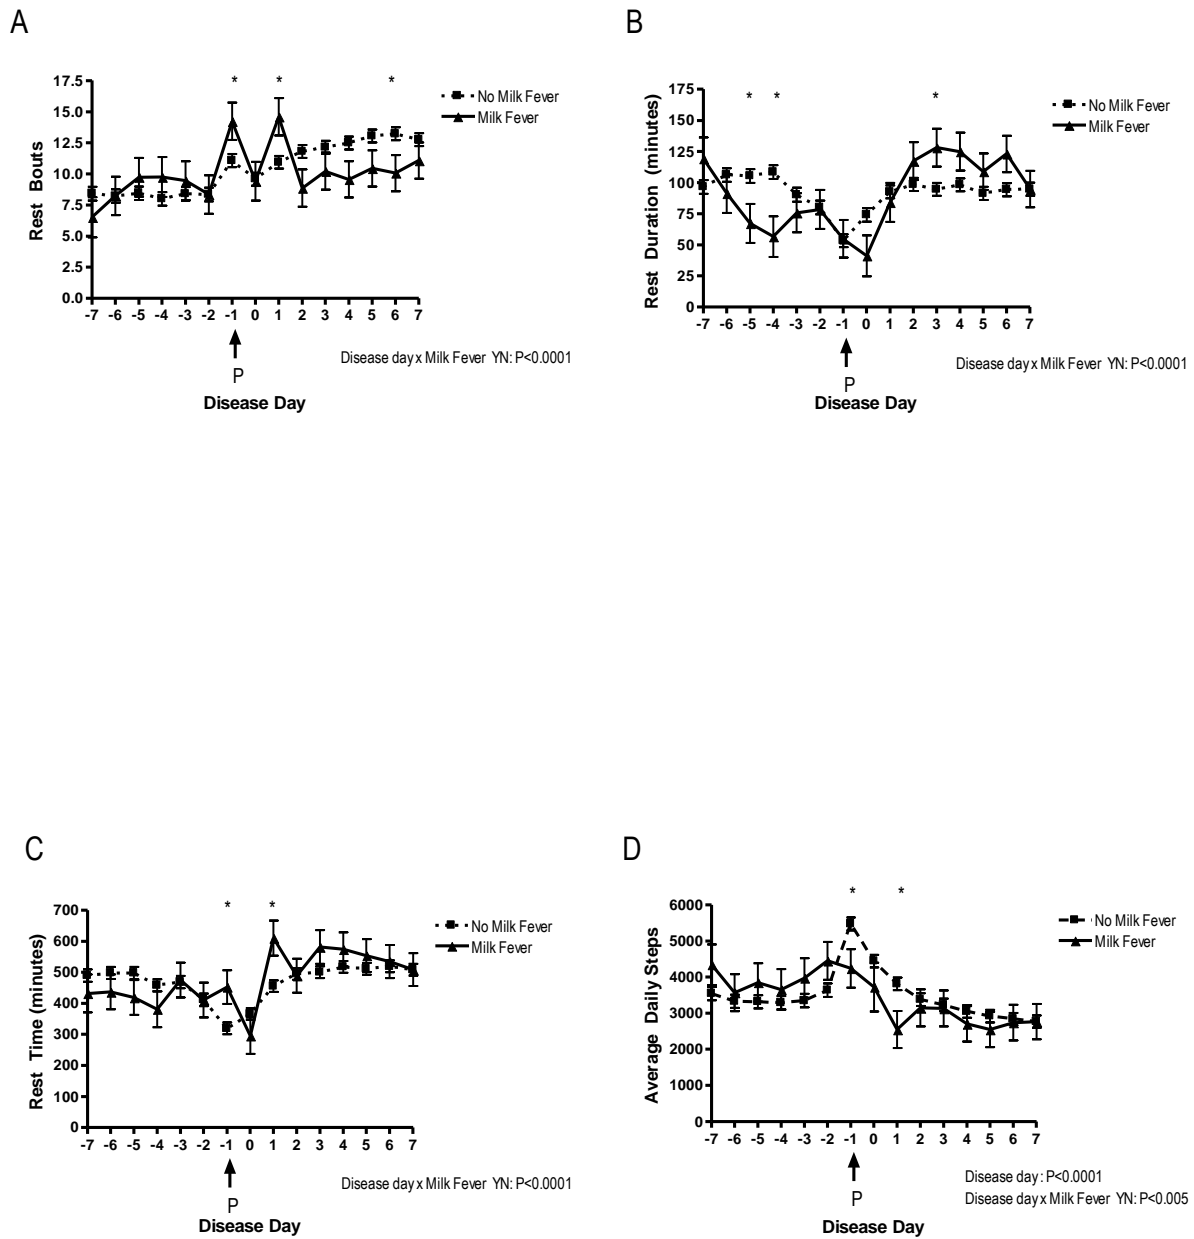 A
B
Rest Bouts
17.5
15.0
12.5
10.0
7.5
5.0
2.5
0.0
* * *
No Milk Fever
Milk Fever
-7 -6 -5 -4 -3 -2 -1 0 1 2 3 4 5 6 7
P
Disease day x Milk Fever YN: P<0.0001
Disease Day
Rest Duration (minutes)
175
150
125
100
75
50
25
0
* * *
No Milk Fever
Milk Fever
-7 -6 -5 -4 -3 -2 -1 0 1 2 3 4 5 6 7
P
Disease day x Milk Fever YN: P<0.0001
Disease Day
C
D
Rest Time (minutes)
700
600
500
400
300
200
100
0
* *
No Milk Fever
Milk Fever
-7 -6 -5 -4 -3 -2 -1 0 1 2 3 4 5 6 7
P
Disease day x Milk Fever YN: P<0.0001
Disease Day
Average Daily Steps
6000
5000
4000
3000
2000
1000
0
* *
No Milk Fever
Milk Fever
-7 -6 -5 -4 -3 -2 -1 0 1 2 3 4 5 6 7
P
Disease day : P<0.0001
Disease day x Milk Fever YN: P<0.005
Disease Day